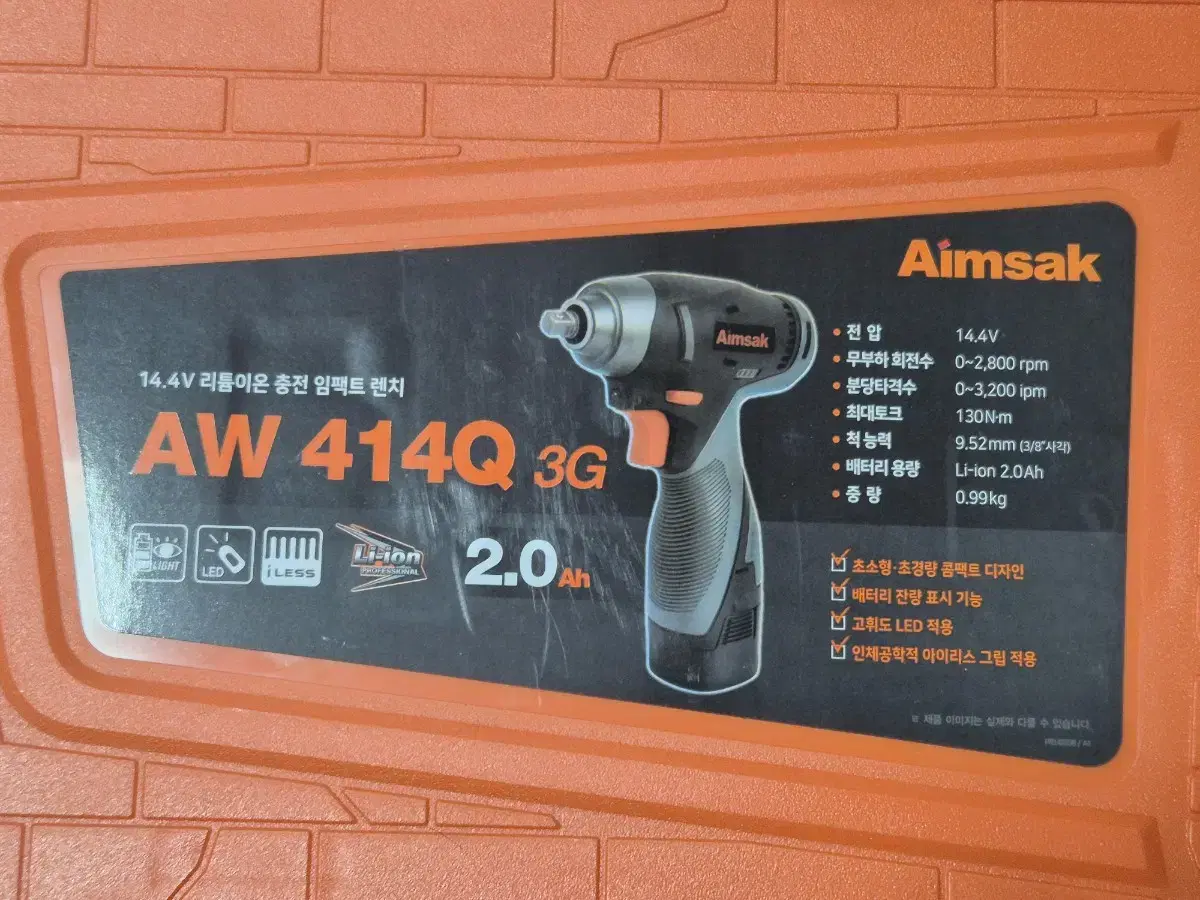 Aimsak
14.4V 리튬이온 충전 임팩트 렌치
AW 414Q 3G
LIGHT
LED
iLESS
Li-ion
PROFESSIONAL
2.0 Ah
Aimsak
• 전 압 14.4V
• 무부하 회전수 0~2,800 rpm
• 분당타격수 0~3,200 ipm
• 최대토크 130N·m
• 척 능력 9.52mm (3/8"사각)
• 배터리 용량 Li-ion 2.0Ah
• 중 량 0.99kg
초소형·초경량 콤팩트 디자인
배터리 잔량 표시 기능
고휘도 LED 적용
인체공학적 아이리스 그립 적용
※ 제품 이미지는 실제와 다를 수 있습니다.